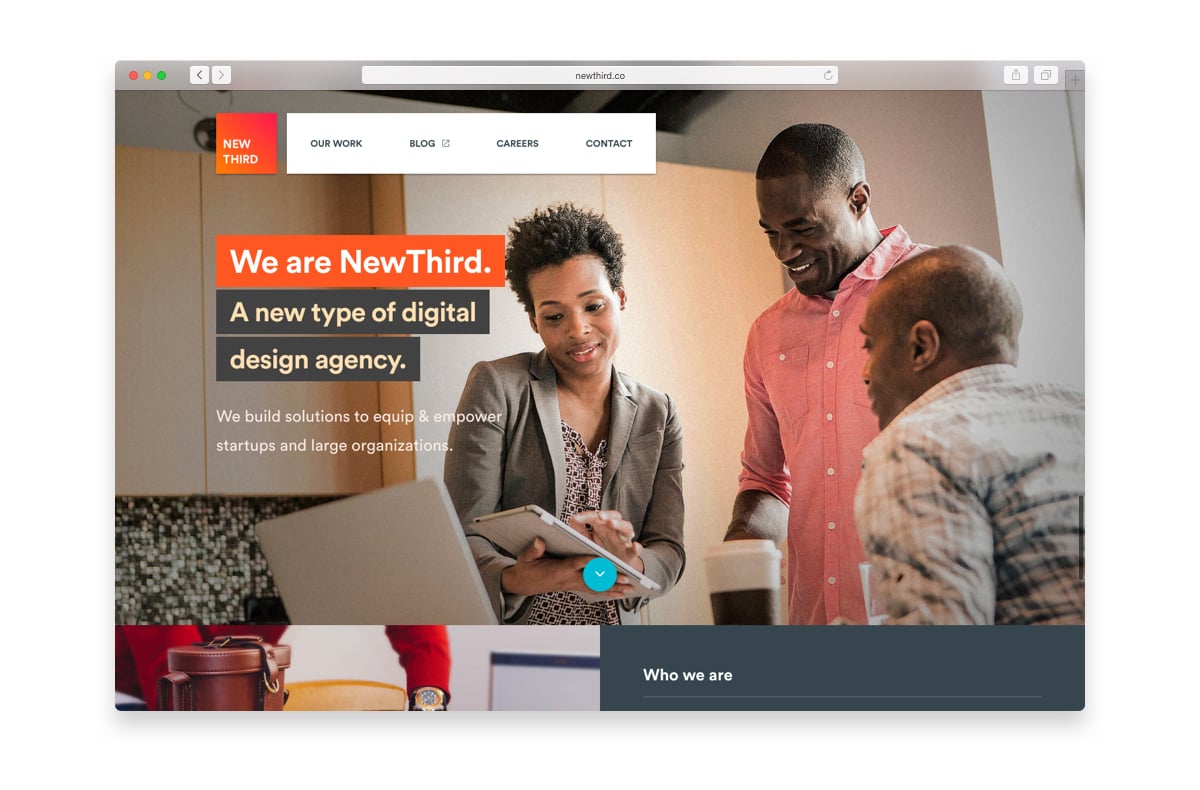 newthird.co
NEW
THIRD
OUR WORK
BLOG
CAREERS
CONTACT
We are NewThird.
A new type of digital
design agency.
We build solutions to equip & empower
startups and large organizations.
Who we are